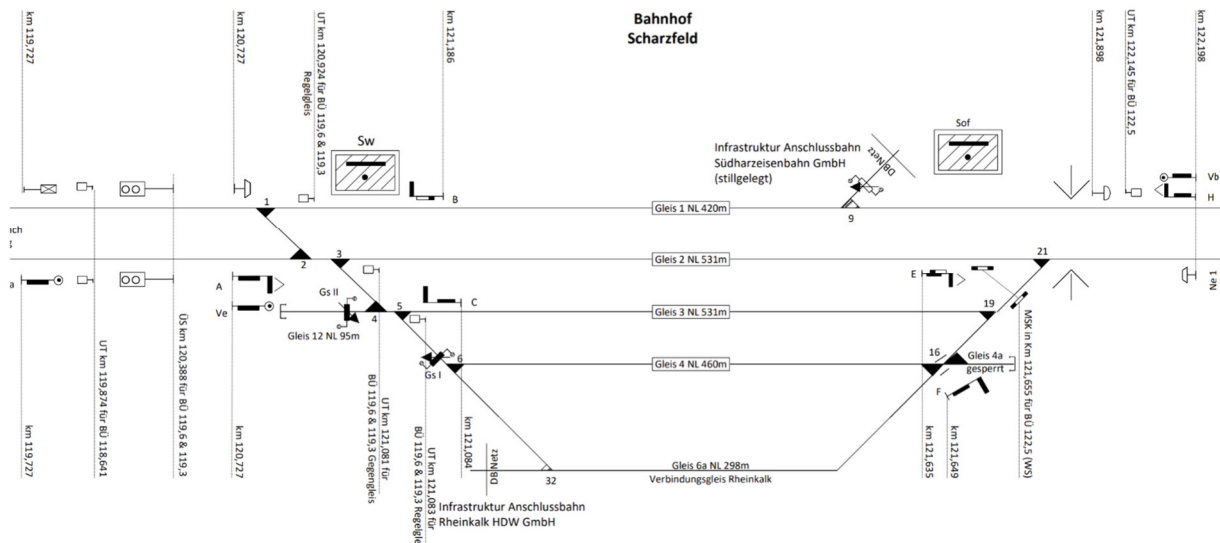 Bahnhof
Scharzfeld
km 119,727
km 120,727
UT km 120,924 für BÜ 119,6 & 119,3
Regelgleis
km 121,186
km 121,898
UT km 122,145 für BÜ 122,5
km 122,198
Sw
Sof
Infrastruktur Anschlussbahn
Südharzeisenbahn GmbH
(stillgelegt)
DB Netz
Vb
H
B
1
Gleis 1 NL 420m
9
2
3
Gleis 2 NL 531m
21
a
A
Ve
Gs II
4
5
C
E
Ne 1
Gleis 12 NL 95m
Gleis 3 NL 531m
19
Gs I
6
Gleis 4 NL 460m
16
Gleis 4a
gesperrt
F
km 119,727
UT km 119,874 für BÜ 118,641
ÜS km 120,388 für BÜ 119,6 & 119,3
km 120,727
UT km 121,081 für
BÜ 119,6 & 119,3 Gegengleis
UT km 121,083 für
BÜ 119,6 & 119,3 Regelgle
km 121,084
DB Netz
32
Gleis 6a NL 298m
Verbindungsgleis Rheinkalk
km 121,635
km 121,649
MSK in Km 121,655 für BÜ 122,5 (WS)
Infrastruktur Anschlussbahn
Rheinkalk HDW GmbH